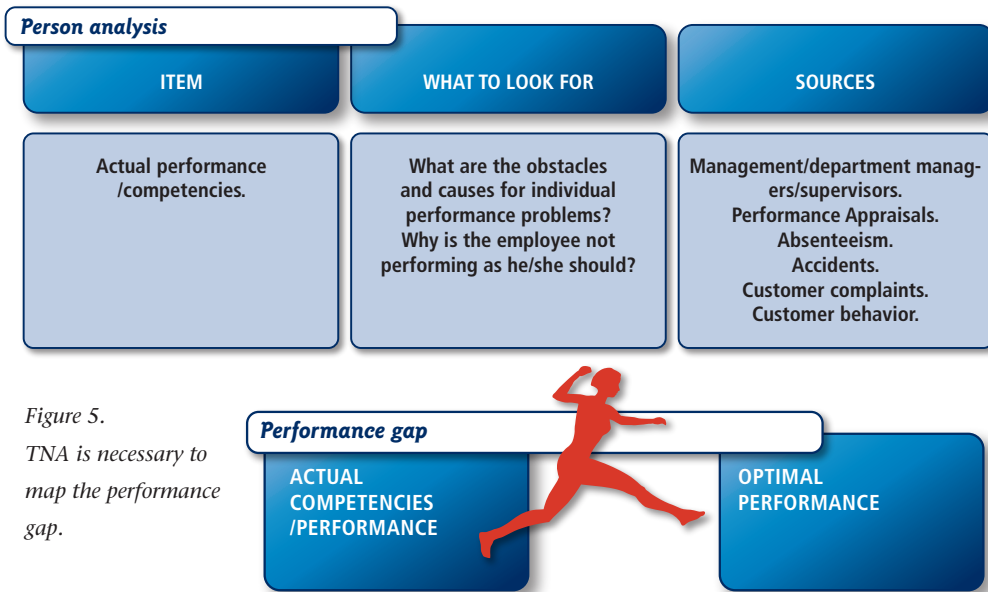 Person analysis
ITEM
WHAT TO LOOK FOR
SOURCES
Actual performance
/competencies.
What are the obstacles
and causes for individual
performance problems?
Why is the employee not
performing as he/she should?
Management/department manag-
ers/supervisors.
Performance Appraisals.
Absenteeism.
Accidents.
Customer complaints.
Customer behavior.
Figure 5.
TNA is necessary to
map the performance
gap.
Performance gap
ACTUAL
COMPETENCIES
/PERFORMANCE
OPTIMAL
PERFORMANCE